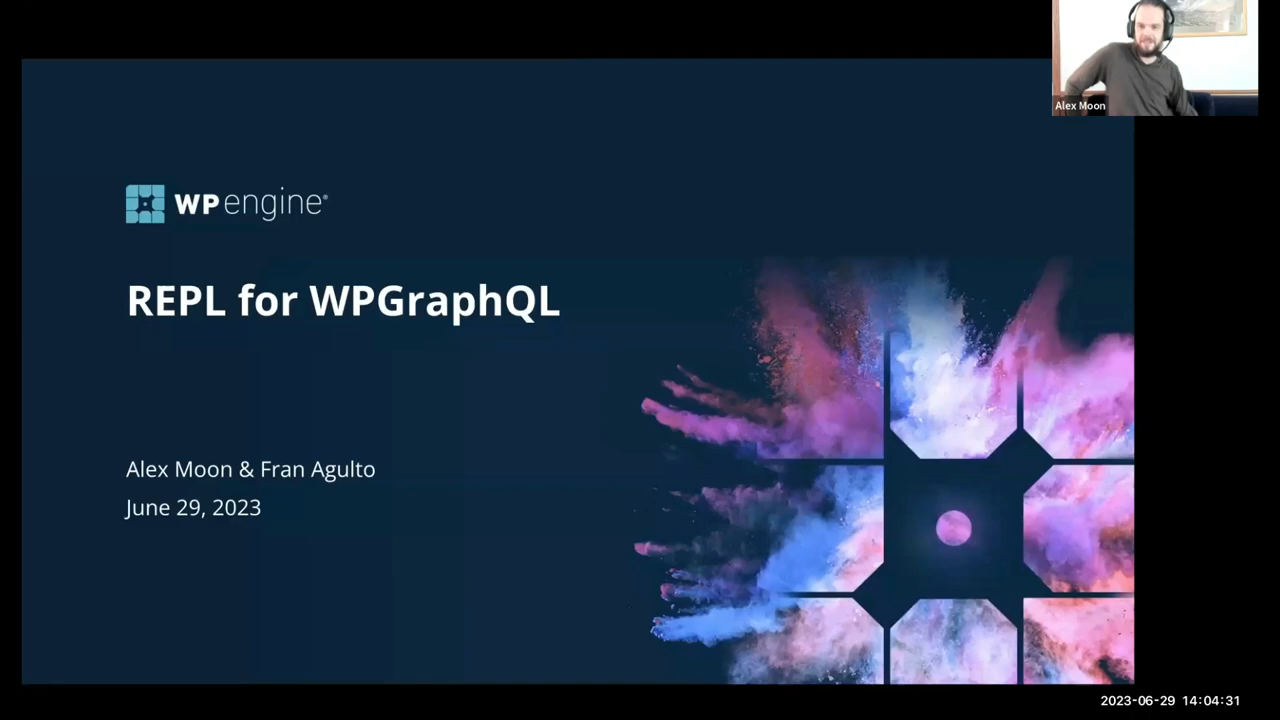 Alex Moon
WP engine®
REPL for WPGraphQL
Alex Moon & Fran Agulto
June 29, 2023
2023-06-29 14:04:31